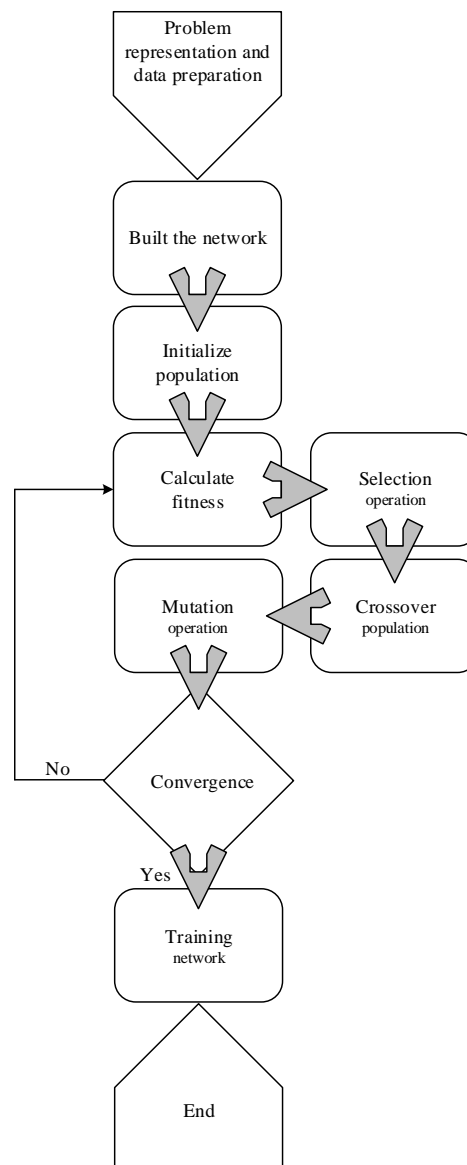 Problem
representation and
data preparation
Built the network
Initialize
population
Calculate
fitness
Selection
operation
Crossover
population
Mutation
operation
Convergence
No
Yes
Training
network
End